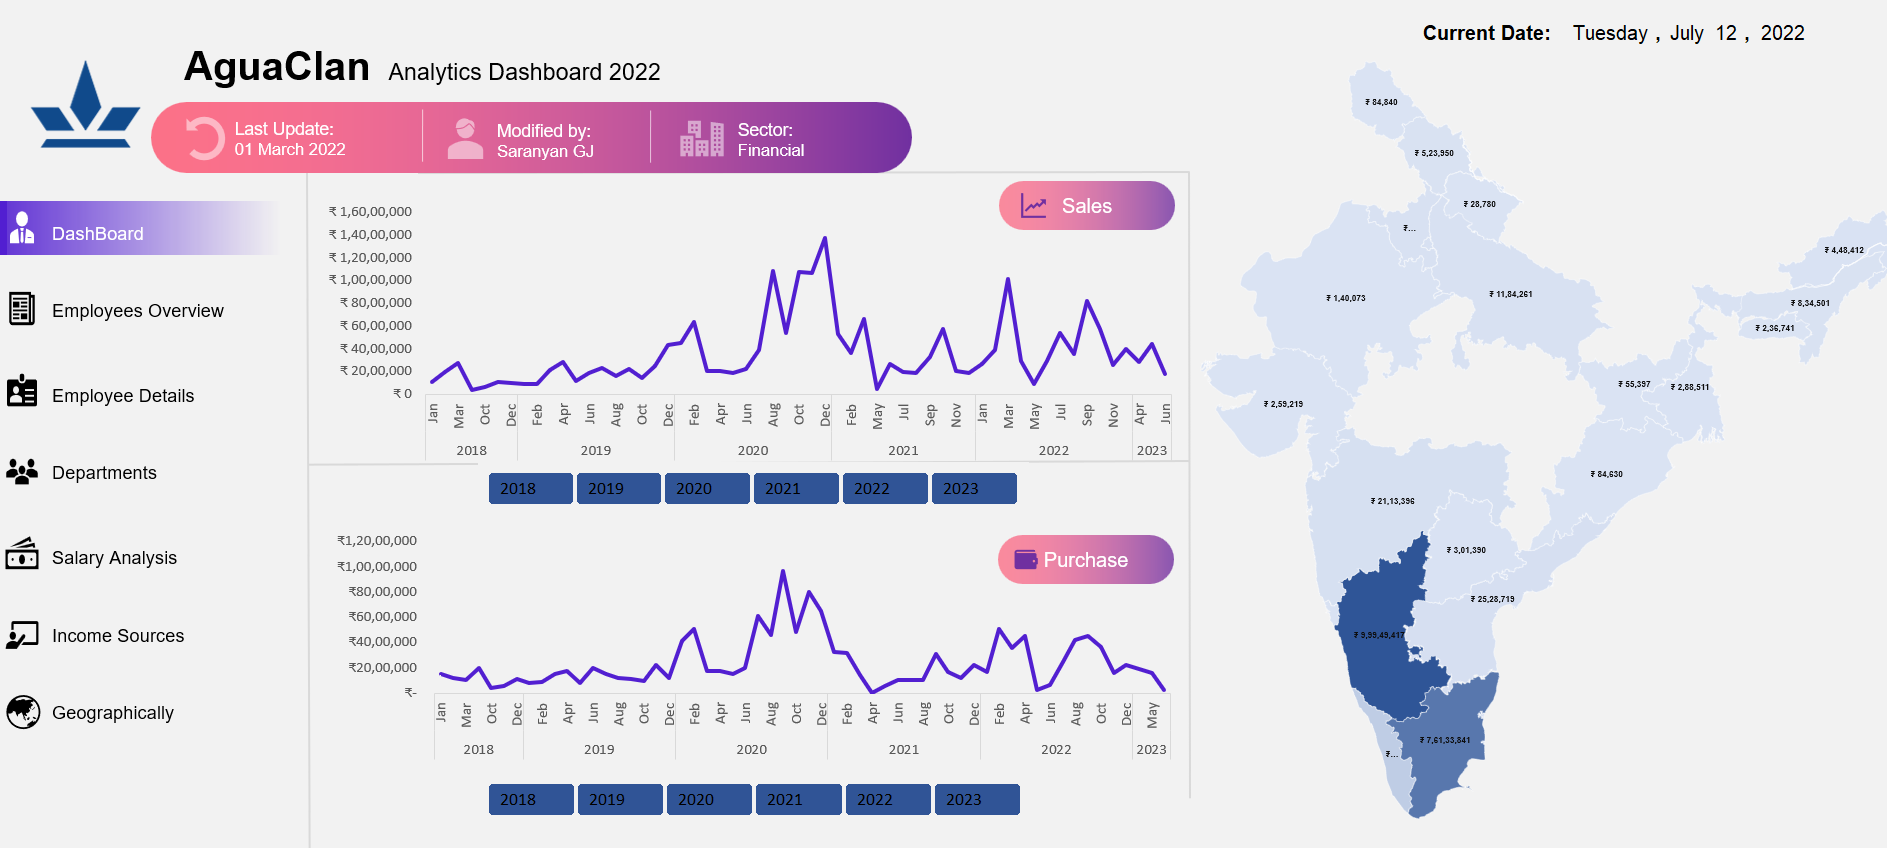 Current Date: Tuesday , July 12 , 2022
AguaClan Analytics Dashboard 2022
Last Update:
01 March 2022
Modified by:
Saranyan GJ
Sector:
Financial
DashBoard
Employees Overview
Employee Details
Departments
Salary Analysis
Income Sources
Geographically
Sales
₹ 1,60,00,000
₹ 1,40,00,000
₹ 1,20,00,000
₹ 1,00,00,000
₹ 80,00,000
₹ 60,00,000
₹ 40,00,000
₹ 20,00,000
₹ 0
Jan Mar Oct Dec Feb Apr Jun Aug Oct Dec Feb Apr Jun Aug Oct Dec Feb May Jul Sep Nov Jan Mar May Jul Sep Nov Apr Jun
2018 2019 2020 2021 2022 2023
2018 2019 2020 2021 2022 2023
Purchase
₹1,20,00,000
₹1,00,00,000
₹80,00,000
₹60,00,000
₹40,00,000
₹20,00,000
₹-
Jan Mar Oct Dec Feb Apr Jun Aug Oct Dec Feb Apr Jun Aug Oct Dec Feb Apr Jun Aug Oct Dec Feb Apr Jun Aug Oct Dec May
2018 2019 2020 2021 2022 2023
2018 2019 2020 2021 2022 2023
₹ 84,840
₹ 5,23,950
₹ 28,780
₹...
₹ 4,48,412
₹ 1,40,073
₹ 11,84,261
₹ 8,34,501
₹ 2,36,741
₹ 55,397
₹ 2,88,511
₹ 2,59,219
₹ 84,630
₹ 21,13,396
₹ 3,01,390
₹ 25,28,719
₹ 9,99,49,417
₹ 7,61,33,841
₹...